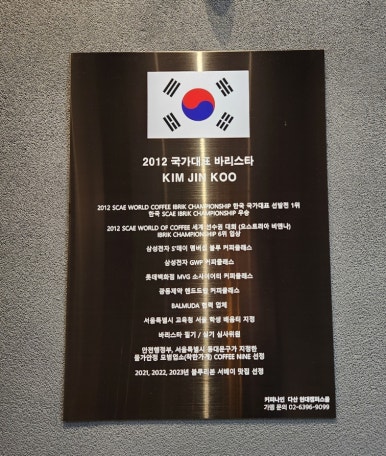 2012 국가대표 바리스타
KIM JIN KOO
2012 SCAE WORLD COFFEE IBRIK CHAMPIONSHIP 한국 국가대표 선발전 1위
한국 SCAE IBRIK CHAMPIONSHIP 우승
2012 SCAE WORLD OF COFFEE 세계 선수권 대회 (오스트리아 비엔나)
IBRIK CHAMPIONSHIP 6위 입상
삼성전자 S'데이 멤버쉽 블루 커피클래스
삼성전자 GWP 커피클래스
롯데백화점 MVG 소사이어티 커피클래스
광동제약 핸드드립 커피클래스
BALMUDA 협력 업체
서울특별시 교육청 서울 학생 배움터 지정
바리스타 필기 / 실기 심사위원
안전행정부, 서울특별시 동대문구가 지정한
물가안정 모범업소(착한가게) COFFEE NINE 선정
2021, 2022, 2023년 블루리본 서베이 맛집 선정
커피나인 다산 현대캠퍼스몰
가맹 문의 02-6396-9099